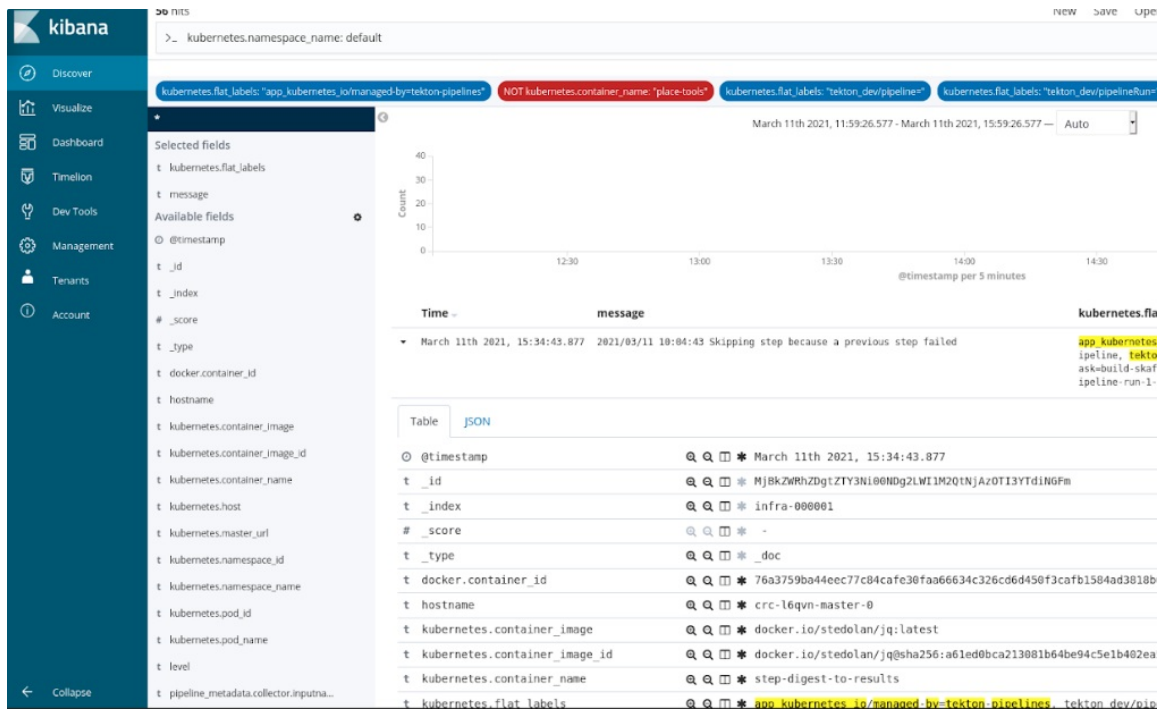 56 hits
New Save Open
kibana
>_ kubernetes.namespace_name: default
Discover
Visualize
Dashboard
Timelion
Dev Tools
Management
Tenants
Account
Collapse
kubernetes.flat_labels: "app_kubernetes_io/managed-by=tekton-pipelines"
NOT kubernetes.container_name: "place-tools"
kubernetes.flat_labels: "tekton_dev/pipeline="
kubernetes.flat_labels: "tekton_dev/pipelineRun=
*
Selected fields
t kubernetes.flat_labels
t message
Available fields
@timestamp
t _id
t _index
# _score
t _type
t docker.container_id
t hostname
t kubernetes.container_image
t kubernetes.container_image_id
t kubernetes.container_name
t kubernetes.host
t kubernetes.master_url
t kubernetes.namespace_id
t kubernetes.namespace_name
t kubernetes.pod_id
t kubernetes.pod_name
t level
t pipeline_metadata.collector.inputna...
March 11th 2021, 11:59:26.577 - March 11th 2021, 15:59:26.577 — Auto
40
30
20
10
0
Count
12:30 13:00 13:30 14:00 14:30
@timestamp per 5 minutes
Time message kubernetes.fla
March 11th 2021, 15:34:43.877 2021/03/11 10:04:43 Skipping step because a previous step failed
app_kubernetes
ipeline, tekto
ask=build-skaf
ipeline-run-1-
Table JSON
@timestamp March 11th 2021, 15:34:43.877
t _id
t _index infra-000001
# _score -
t _type _doc
t docker.container_id 76a3759ba44eec77c84cafe30faa66634c326cd6d450f3cafb1584ad3818b
t hostname crc-l6qvn-master-0
t kubernetes.container_image docker.io/stedolan/jq:latest
t kubernetes.container_image_id docker.io/stedolan/jq@sha256:a61ed0bca213081b64be94c5e1b402ea
t kubernetes.container_name step-digest-to-results
t kubernetes.flat_labels app_kubernetes_io/managed-by=tekton-pipelines, tekton_dev/pip